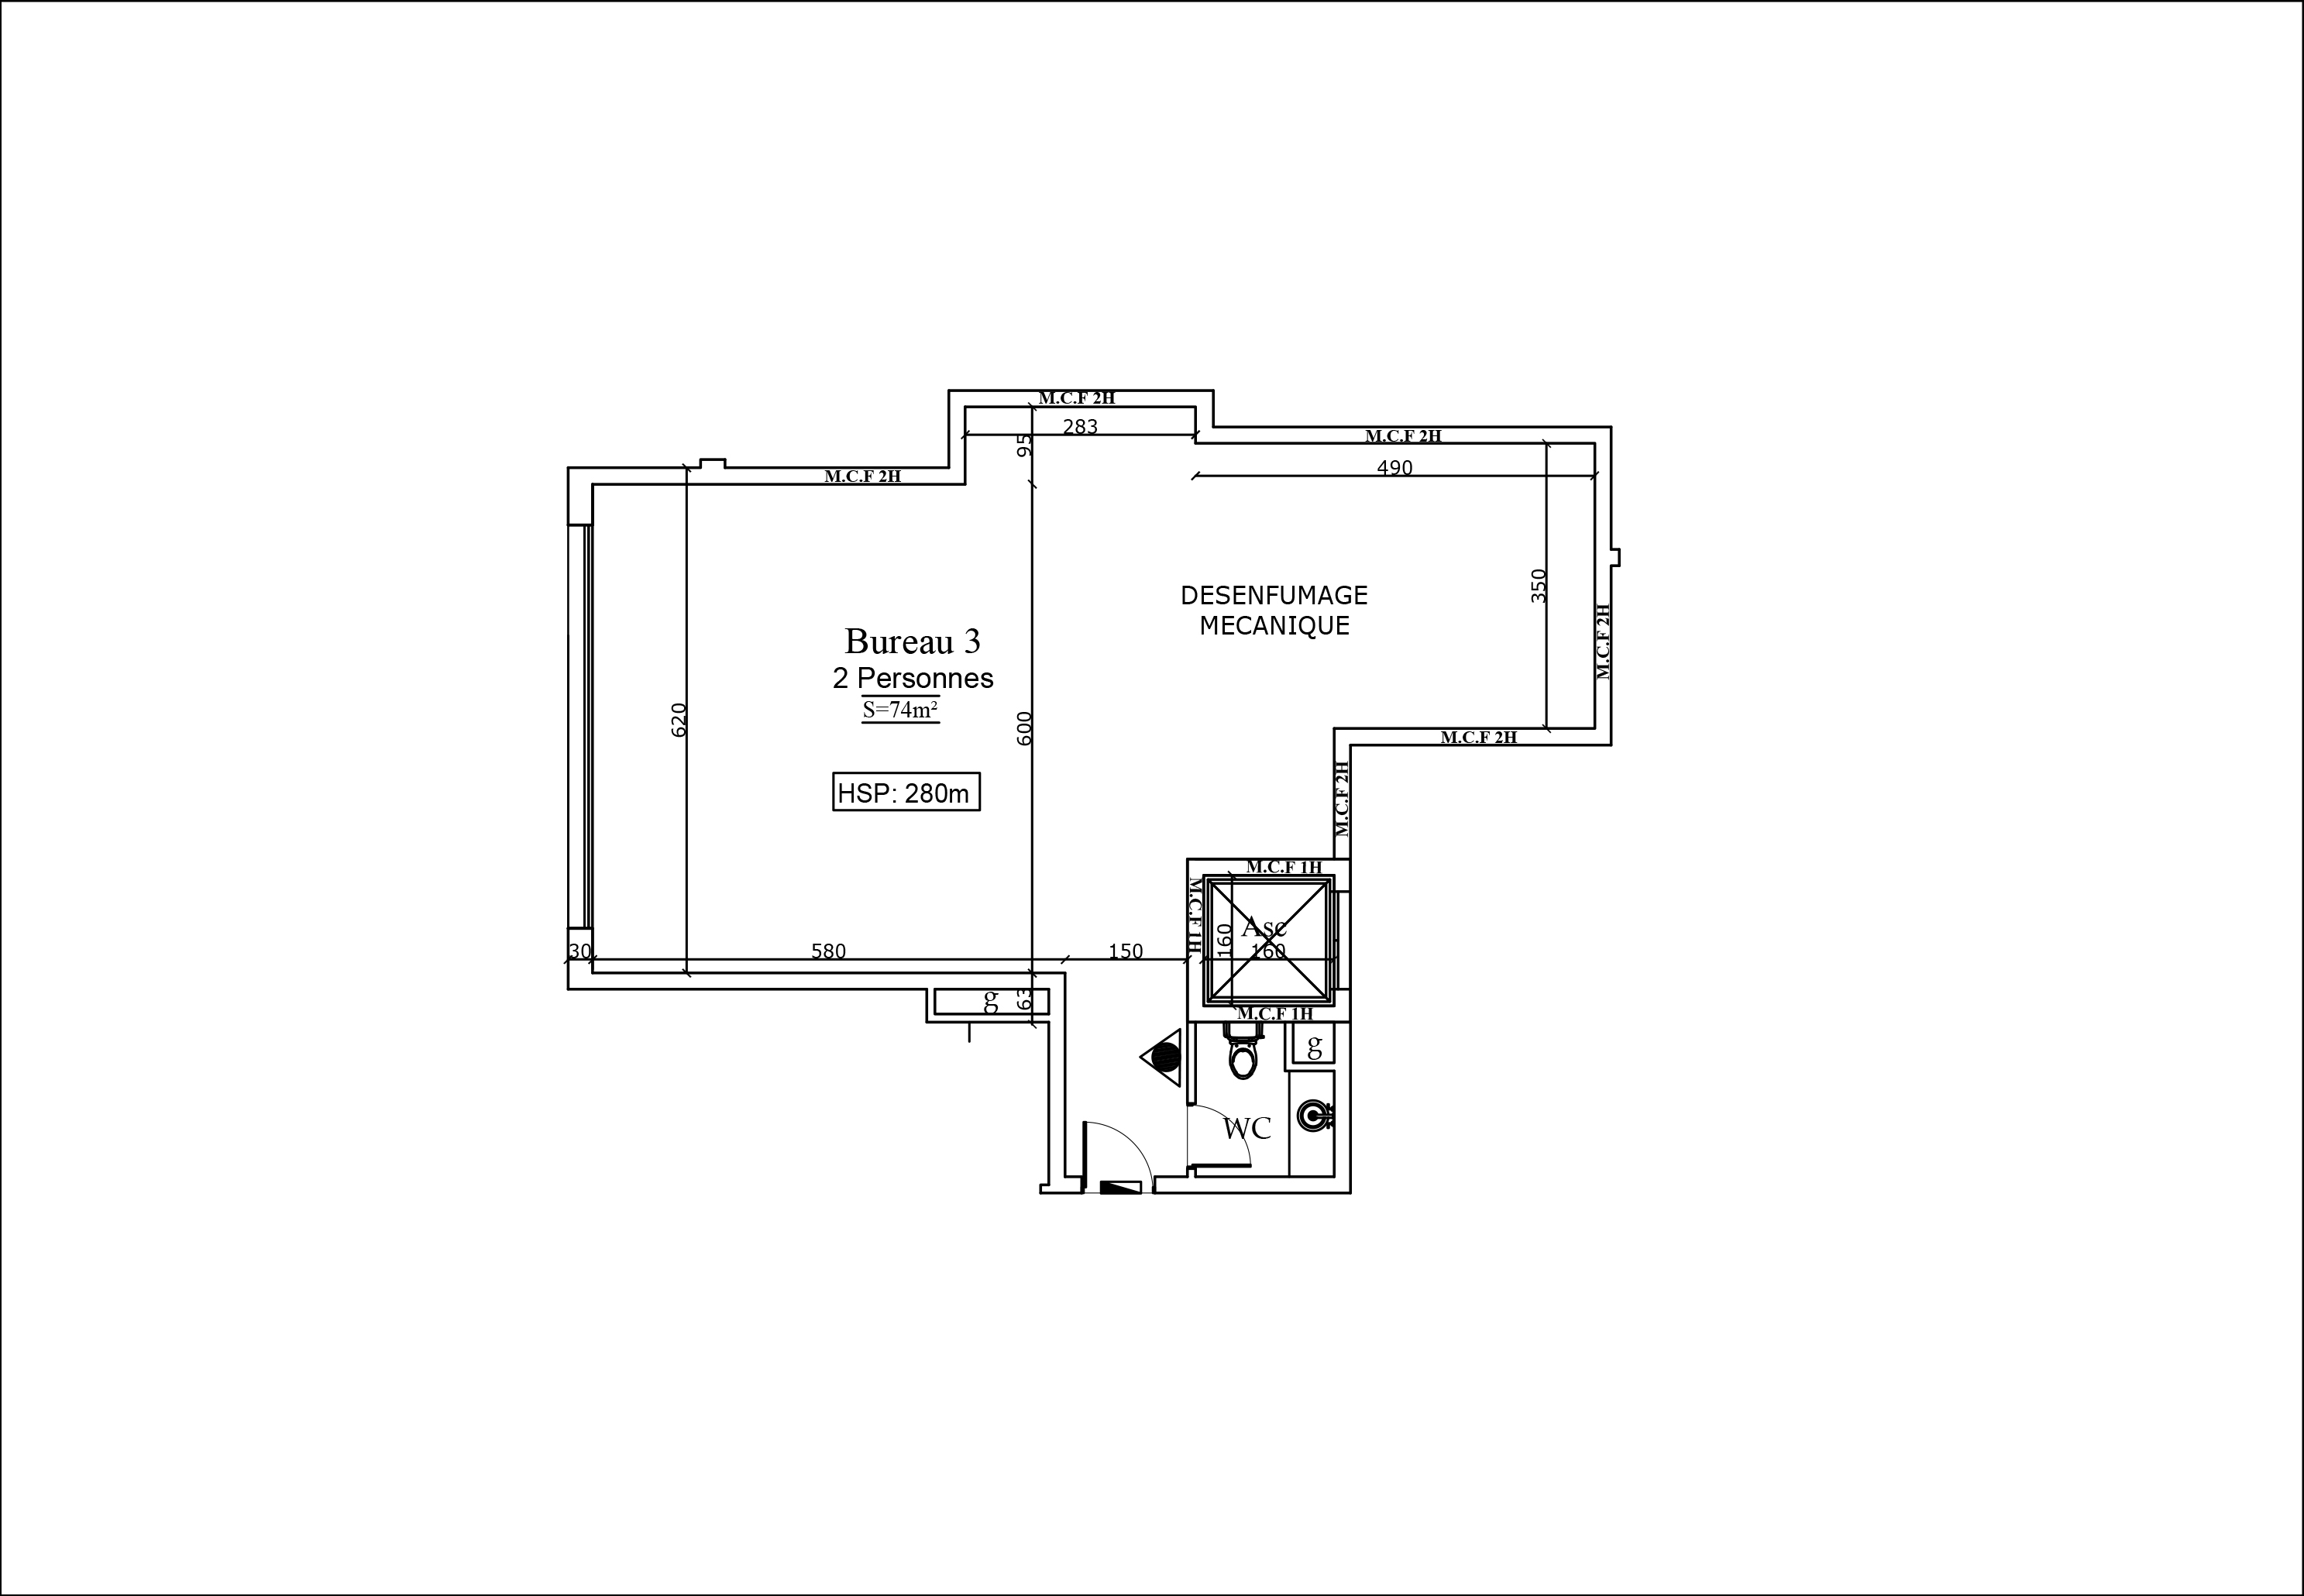 M.C.F 2H
283
95
M.C.F 2H
490
M.C.F 2H
350
DESENFUMAGE
MECANIQUE
M.C.F 2H
Bureau 3
2 Personnes
S=74m²
620
600
M.C.F 2H
M.C.F 2H
HSP: 280m
M.C.F 1H
M.C.F 1H
Asc
160
160
30
580
150
g
63
M.C.F 1H
g
WC